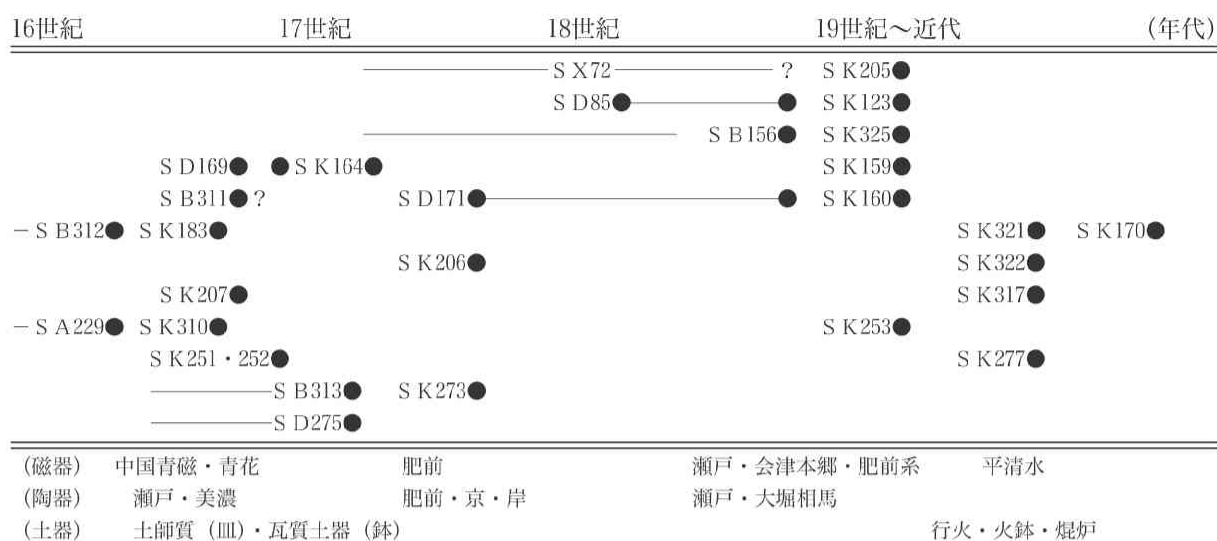 16世紀 17世紀 18世紀 19世紀～近代 (年代)
S X72 ? S K205
S D85 S K123
S B156 S K325
S D169 S K164 S K159
S B311 ? S D171 S K160
S B312 S K183 S K321 S K170
S K206 S K322
S K207 S K317
S A229 S K310 S K253
S K251・252 S K277
S B313 S K273
S D275
(磁器) 中国青磁・青花 肥前 瀬戸・会津本郷・肥前系 平清水
(陶器) 瀬戸・美濃 肥前・京・岸 瀬戸・大堀相馬
(土器) 土師質 (皿)・瓦質土器 (鉢) 行火・火鉢・焜炉